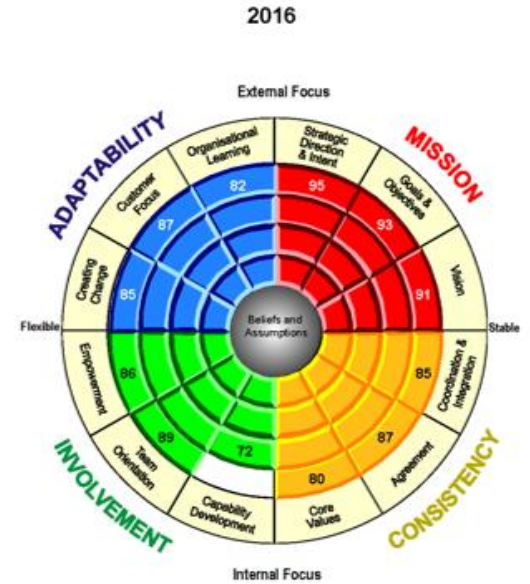 2016
External Focus
ADAPTABILITY
MISSION
Organisational
Learning
Strategic
Direction
& Intent
Customer
Focus
Goals &
Objectives
82
95
87
93
Creating
Change
85
91
Vision
Flexible
Beliefs and
Assumptions
Stable
Empowerment
86
85
Coordination &
Integration
89
87
72
80
Team
Orientation
Agreement
Capability
Development
Core
Values
INVOLVEMENT
CONSISTENCY
Internal Focus